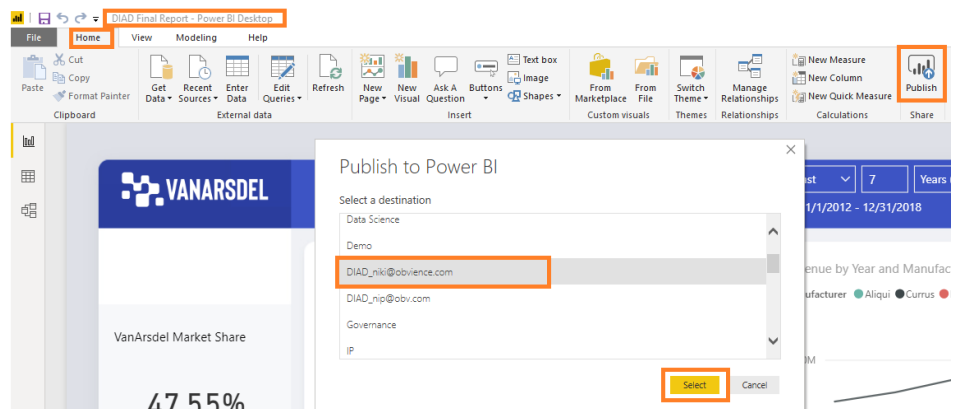 DIAD Final Report - Power BI Desktop
File Home View Modeling Help
Paste
Cut
Copy
Format Painter
Get Data
Recent Sources
Enter Data
Edit Queries
Refresh
New Page
New Visual
Ask A Question
Buttons
Text box
Image
Shapes
From Marketplace
From File
Switch Theme
Manage Relationships
New Measure
New Column
New Quick Measure
Publish
Clipboard External data Insert Custom visuals Themes Relationships Calculations Share
VANARSDEL
Publish to Power BI
Select a destination
Data Science
Demo
DIAD_niki@obvience.com
DIAD_nip@obv.com
Governance
IP
Select Cancel
7 Years
1/1/2012 - 12/31/2018
enue by Year and Manufac
ufacturer Aliqui Currus
VanArsdel Market Share
47.55%